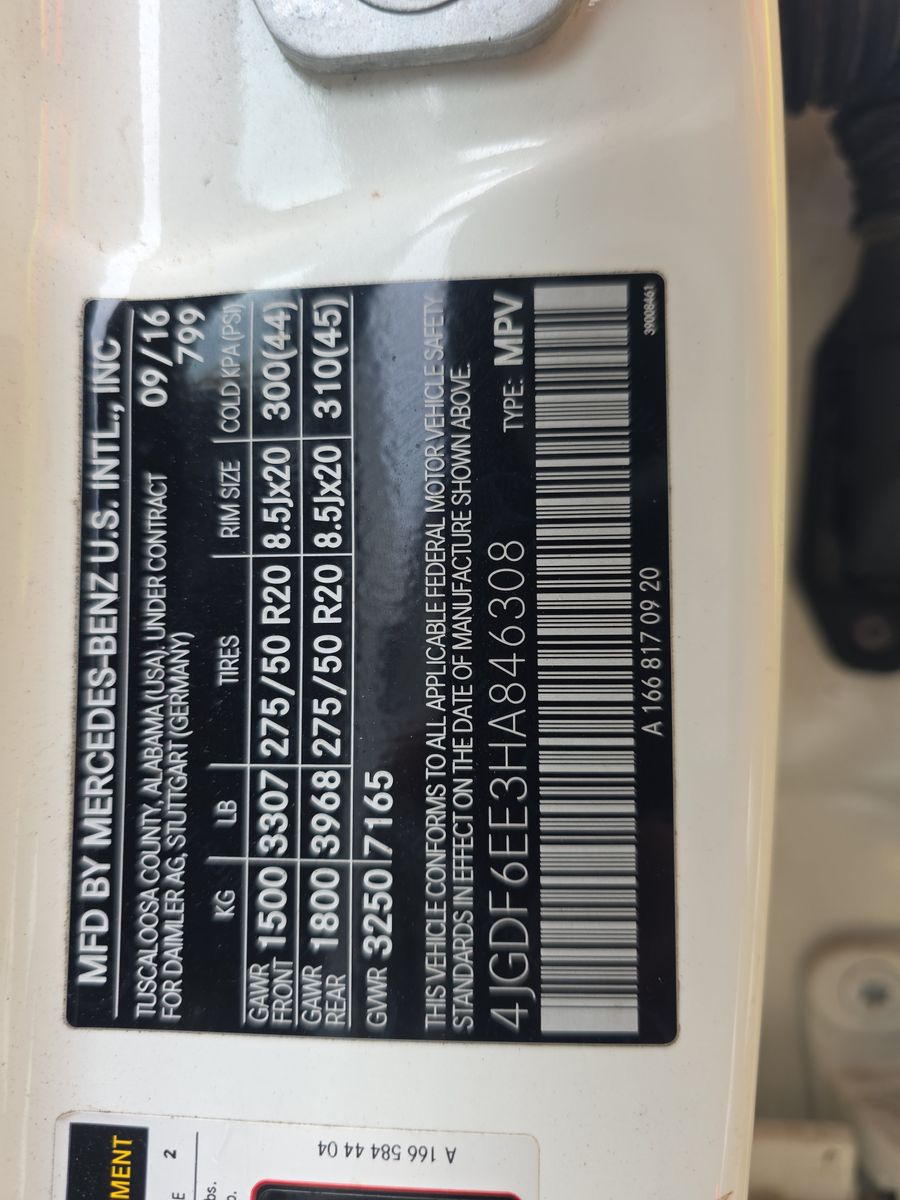 MFD BY MERCEDES-BENZ U.S. INTL., INC
TUSCALOOSA COUNTY, ALABAMA (USA), UNDER CONTRACT 09/16
FOR DAIMLER AG, STUTTGART (GERMANY) 799
KG LB TIRES RIM SIZE COLD KPA (PSI)
GAWR
FRONT 1500 3307 275/50 R20 8.5Jx20 300(44)
GAWR
REAR 1800 3968 275/50 R20 8.5Jx20 310(45)
GVWR 3250 7165
THIS VEHICLE CONFORMS TO ALL APPLICABLE FEDERAL MOTOR VEHICLE SAFETY
STANDARDS IN EFFECT ON THE DATE OF MANUFACTURE SHOWN ABOVE.
4JGDF6EE3HA846308 TYPE: MPV
A 166 817 09 20 39008461
MENT
E 2
bs.
o.
A 166 584 44 04